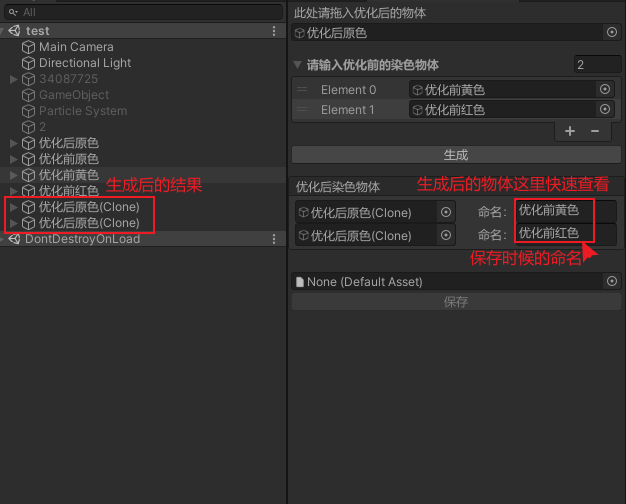 All
test
Main Camera
Directional Light
34087725
GameObject
Particle System
2
优化后原色
优化前原色
优化前黄色
优化前红色
生成后的结果
优化后原色(Clone)
优化后原色(Clone)
DontDestroyOnLoad
此处请拖入优化后的物体
优化后原色
请输入优化前的染色物体 2
Element 0 优化前黄色
Element 1 优化前红色
+ −
生成
优化后染色物体 生成后的物体这里快速查看
优化后原色(Clone) 命名: 优化前黄色
优化后原色(Clone) 命名: 优化前红色
保存时候的命名
None (Default Asset)
保存